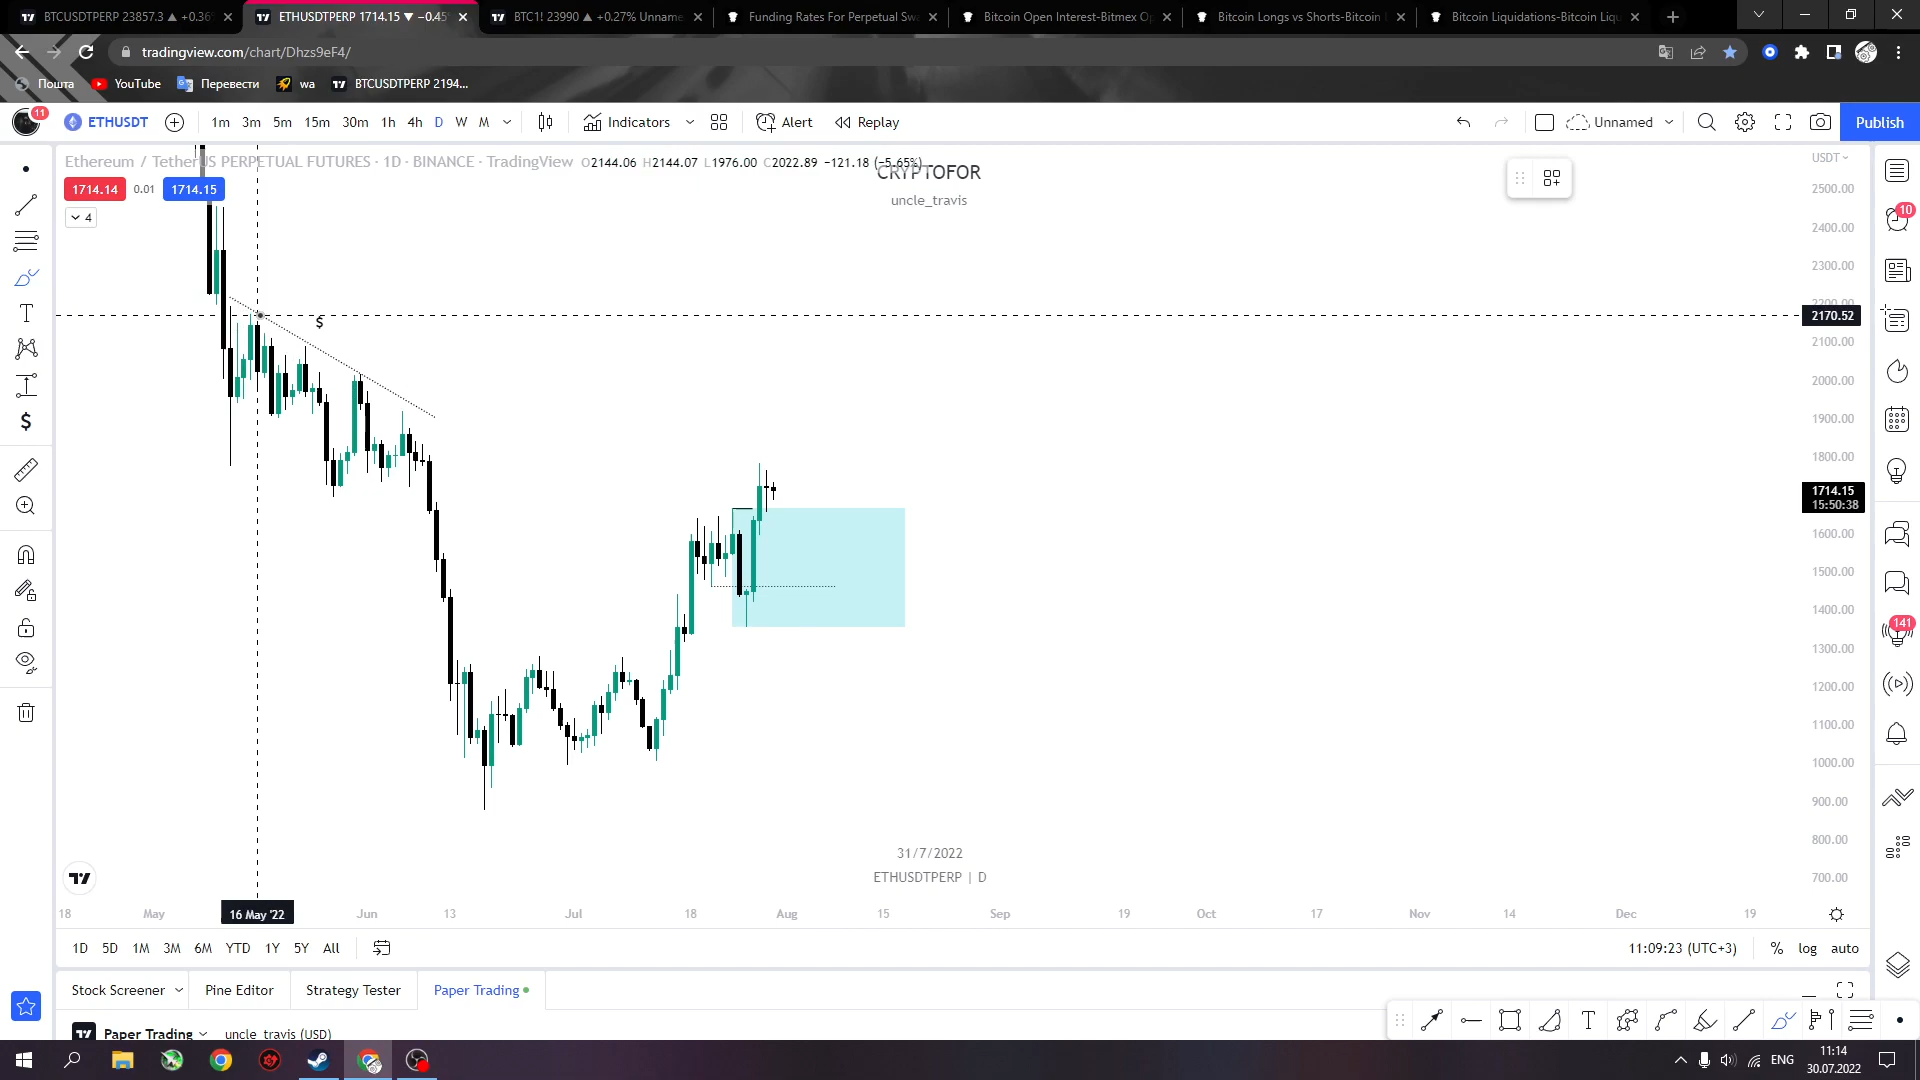 BTCUSDTPERP 23857.3 ▲ +0.36%
ETHUSDTPERP 1714.15 ▼ −0.45%
BTC1! 23990 ▲ +0.27% Unname
Funding Rates For Perpetual Swa
Bitcoin Open Interest-Bitmex Op
Bitcoin Longs vs Shorts-Bitcoin
Bitcoin Liquidations-Bitcoin Liqu
tradingview.com/chart/Dhzs9eF4/
Пошта
YouTube
Перевести
wa
BTCUSDTPERP 2194...
11
ETHUSDT
1m 3m 5m 15m 30m 1h 4h D W M
Indicators
Alert
Replay
Unnamed
Publish
Ethereum / TetherUS PERPETUAL FUTURES · 1D · BINANCE · TradingView O2144.06 H2144.07 L1976.00 C2022.89 −121.18 (−5.65%)
CRYPTOFOR
uncle_travis
1714.14 0.01 1714.15
4
$
USDT
2500.00
2400.00
2300.00
2200.00
2170.52
2100.00
2000.00
1900.00
1800.00
1714.15
15:50:38
1600.00
1500.00
1400.00
1300.00
1200.00
1100.00
1000.00
900.00
800.00
700.00
10
141
31/7/2022
ETHUSDTPERP | D
18 May 16 May '22 Jun 13 Jul 18 Aug 15 Sep 19 Oct 17 Nov 14 Dec 19
1D 5D 1M 3M 6M YTD 1Y 5Y All
11:09:23 (UTC+3) % log auto
Stock Screener Pine Editor Strategy Tester Paper Trading
Paper Trading uncle_travis (USD)
ENG
11:14
30.07.2022